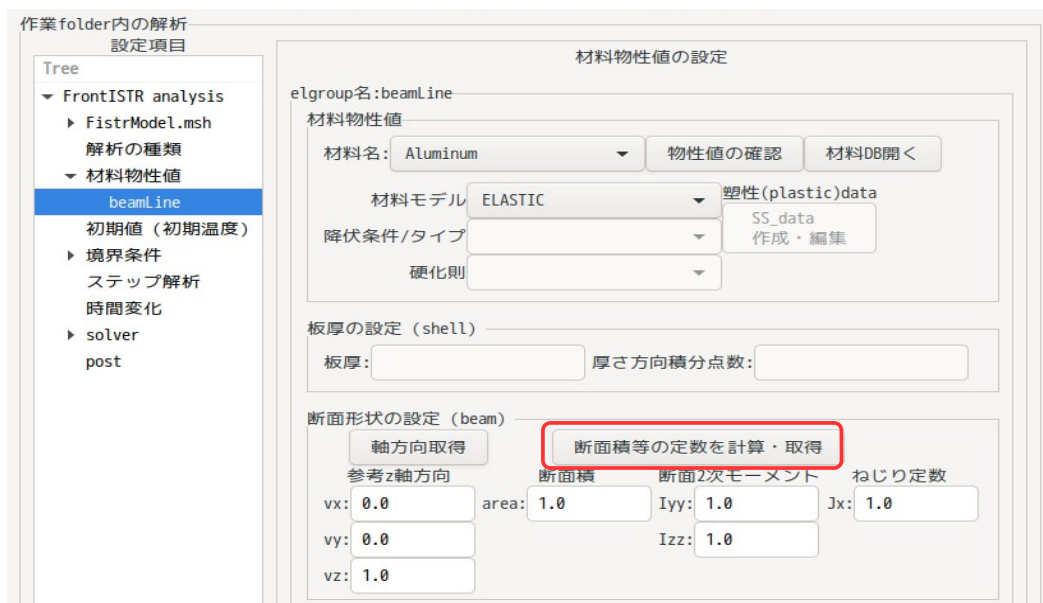 作業folder内の解析
設定項目
Tree
FrontISTR analysis
FistrModel.msh
解析の種類
材料物性値
beamLine
初期値 (初期温度)
境界条件
ステップ解析
時間変化
solver
post
材料物性値の設定
elgroup名:beamLine
材料物性値
材料名: Aluminum 物性値の確認 材料DB開く
材料モデル ELASTIC 塑性(plastic)data
降伏条件/タイプ SS_data
作成・編集
硬化則
板厚の設定 (shell)
板厚: 厚さ方向積分点数:
断面形状の設定 (beam)
軸方向取得 断面積等の定数を計算・取得
参考z軸方向 断面積 断面2次モーメント ねじり定数
vx: 0.0 area: 1.0 Iyy: 1.0 Jx: 1.0
vy: 0.0 Izz: 1.0
vz: 1.0